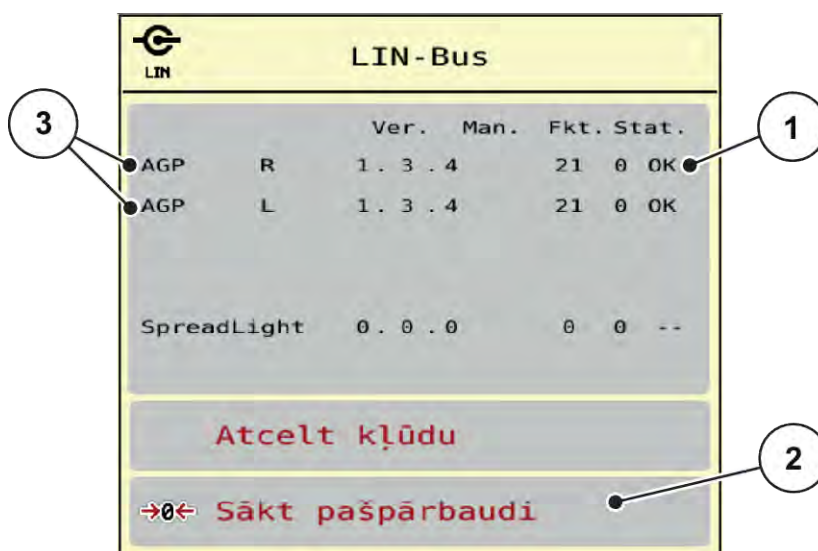 LIN
LIN-Bus
Ver. Man. Fkt. Stat.
AGP R 1.3.4 21 0 OK
AGP L 1.3.4 21 0 OK
SpreadLight 0.0.0 0 0 --
Atcelt kļūdu
→0← Sākt pašpārbaudi
3
1
2